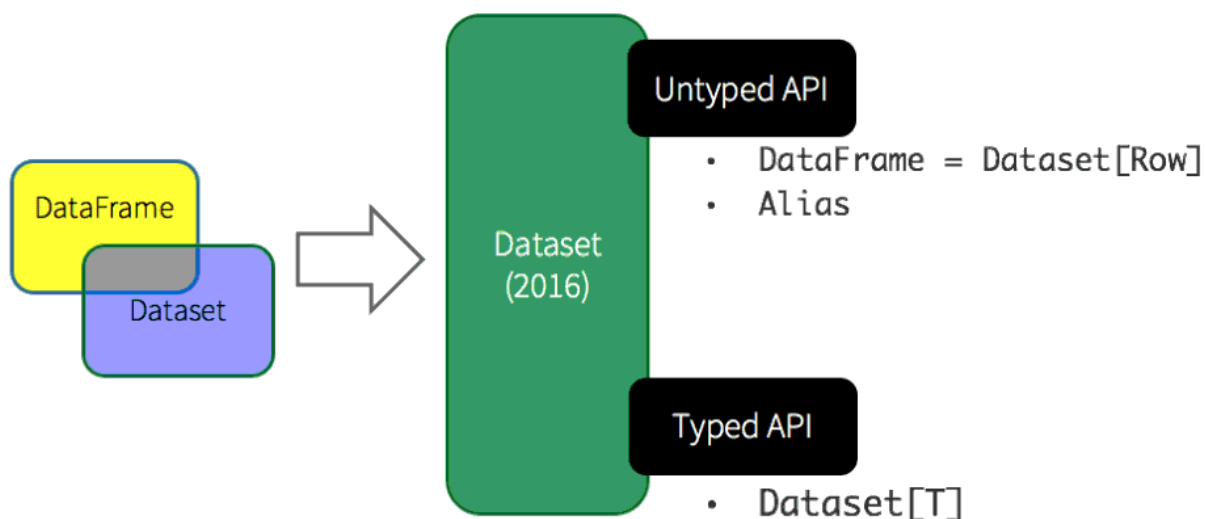 DataFrame
Dataset
Dataset
(2016)
Untyped API
• DataFrame = Dataset[Row]
• Alias
Typed API
• Dataset[T]